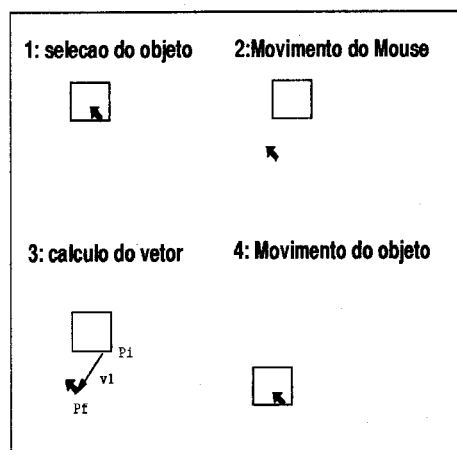 1: selecao do objeto
2:Movimento do Mouse
3: calculo do vetor
4: Movimento do objeto
Pi
v1
Pf